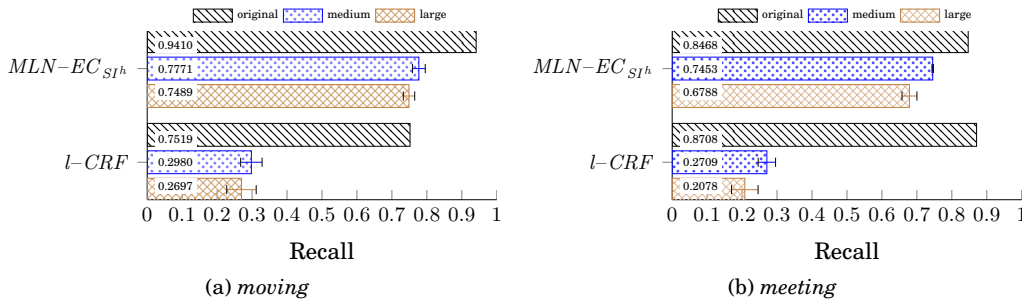 original medium large
0.9410
MLN−EC_{SI^h}
0.7771
0.7489
0.7519
l−CRF
0.2980
0.2697
0 0.1 0.2 0.3 0.4 0.5 0.6 0.7 0.8 0.9 1
Recall
(a) moving
original medium large
0.8468
MLN−EC_{SI^h}
0.7453
0.6788
0.8708
l−CRF
0.2709
0.2078
0 0.1 0.2 0.3 0.4 0.5 0.6 0.7 0.8 0.9 1
Recall
(b) meeting